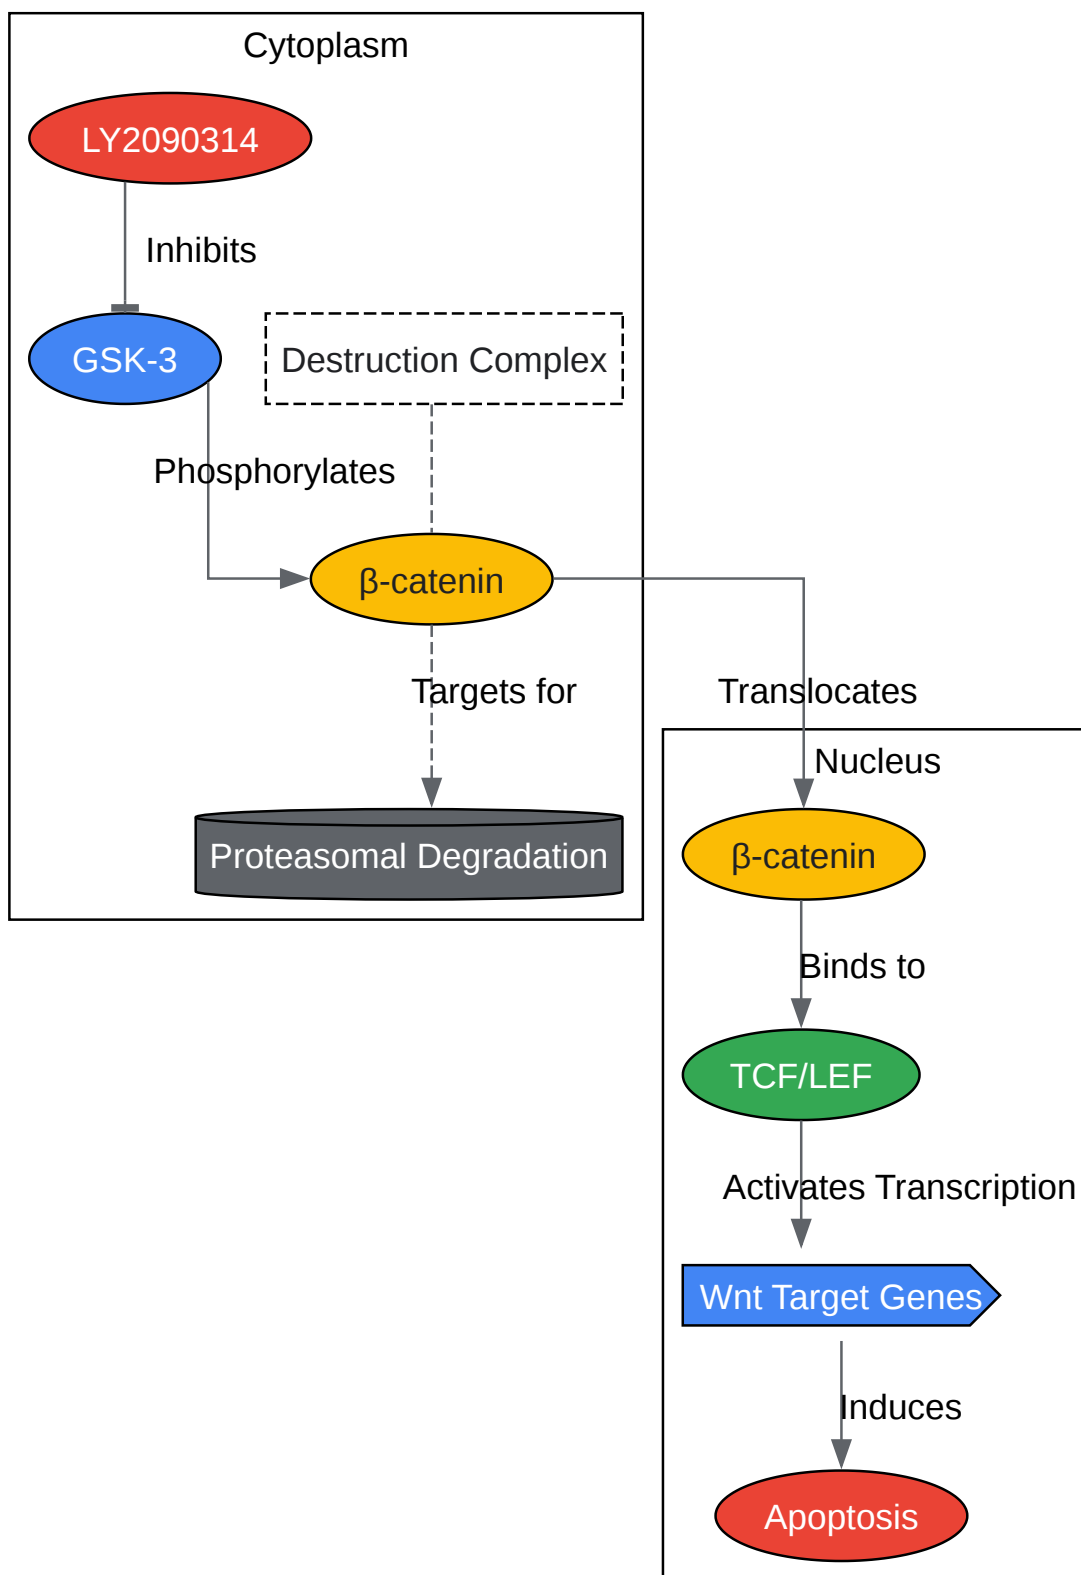 Cytoplasm
LY2090314
Inhibits
GSK-3
Destruction Complex
Phosphorylates
β-catenin
Targets for
Translocates
Nucleus
Proteasomal Degradation
β-catenin
Binds to
TCF/LEF
Activates Transcription
Wnt Target Genes
Induces
Apoptosis